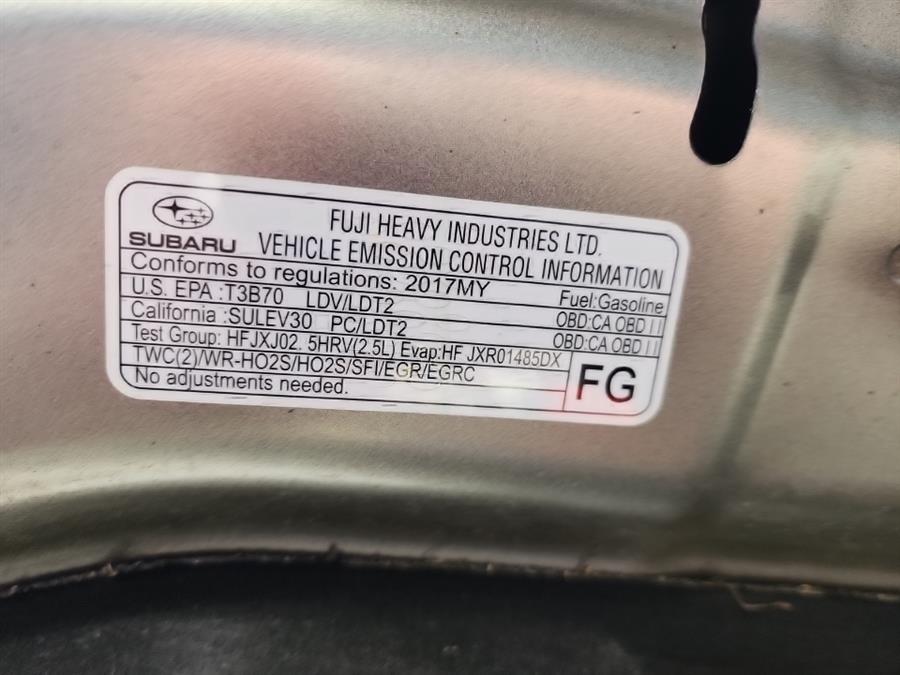 SUBARU
FUJI HEAVY INDUSTRIES LTD.
VEHICLE EMISSION CONTROL INFORMATION
Conforms to regulations: 2017MY
Fuel:Gasoline
U.S. EPA :T3B70 LDV/LDT2
OBD:CA OBD II
California :SULEV30 PC/LDT2
OBD:CA OBD II
Test Group: HFJXJ02. 5HRV(2.5L) Evap:HF JXR01485DX
TWC(2)/WR-HO2S/HO2S/SFI/EGR/EGRC
No adjustments needed.
FG